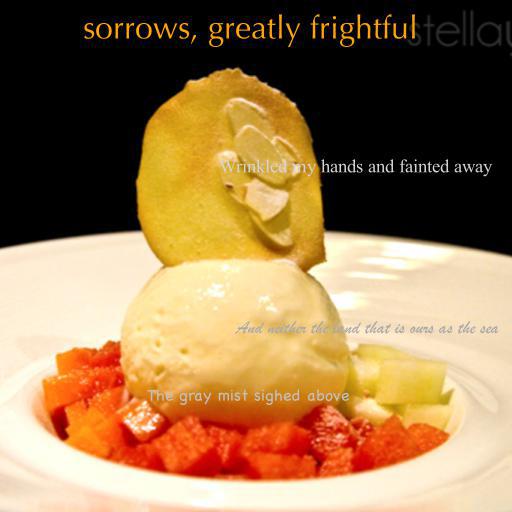 sorrows, greatly frightful
stella
Wrinkled my hands and fainted away
And neither the land that is ours as the sea
The gray mist sighed above